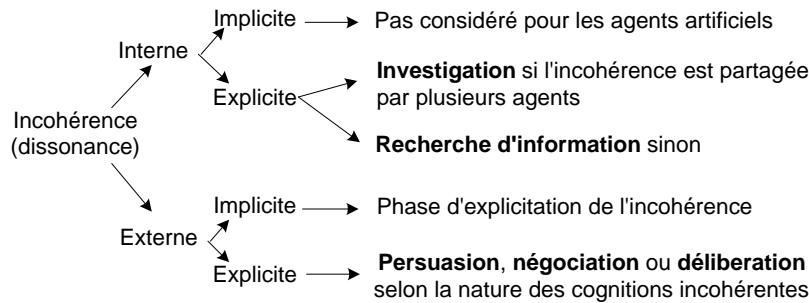 Implicite
Pas considéré pour les agents artificiels
Interne
Investigation si l'incohérence est partagée
par plusieurs agents
Explicite
Incohérence
(dissonance)
Recherche d'information sinon
Implicite
Phase d'explicitation de l'incohérence
Externe
Explicite
Persuasion, négociation ou déliberation
selon la nature des cognitions incohérentes